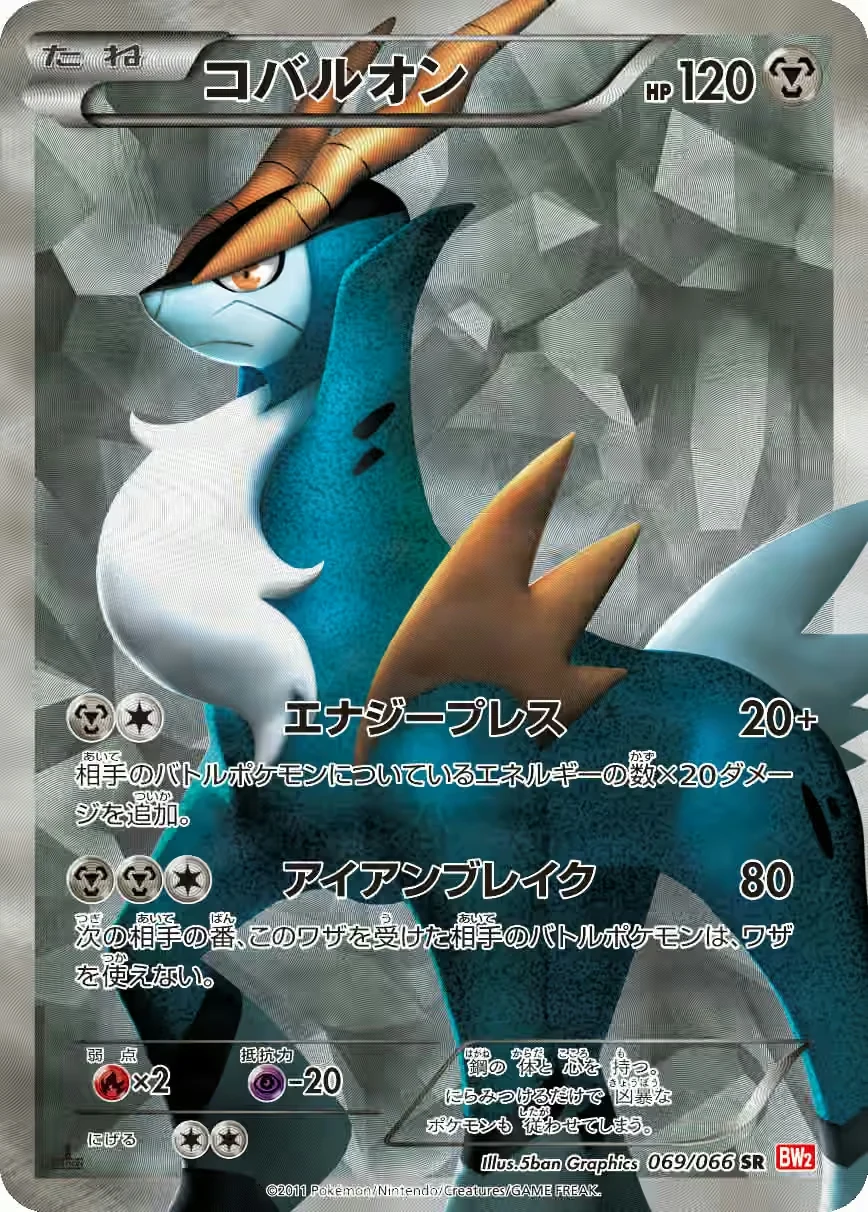 たね コバルオン HP 120
エナジープレス 20+
相手のバトルポケモンについているエネルギーの数×20ダメー
ジを追加。
アイアンブレイク 80
次の相手の番、このワザを受けた相手のバトルポケモンは、ワザ
を使えない。
弱点 抵抗力
×2 -20
にげる
鋼の 体と 心を 持つ。
にらみつけるだけで 凶暴な
ポケモンも 従わせてしまう。
Illus.5ban Graphics 069/066 SR BW2
©2011 Pokémon/Nintendo/Creatures/GAME FREAK.